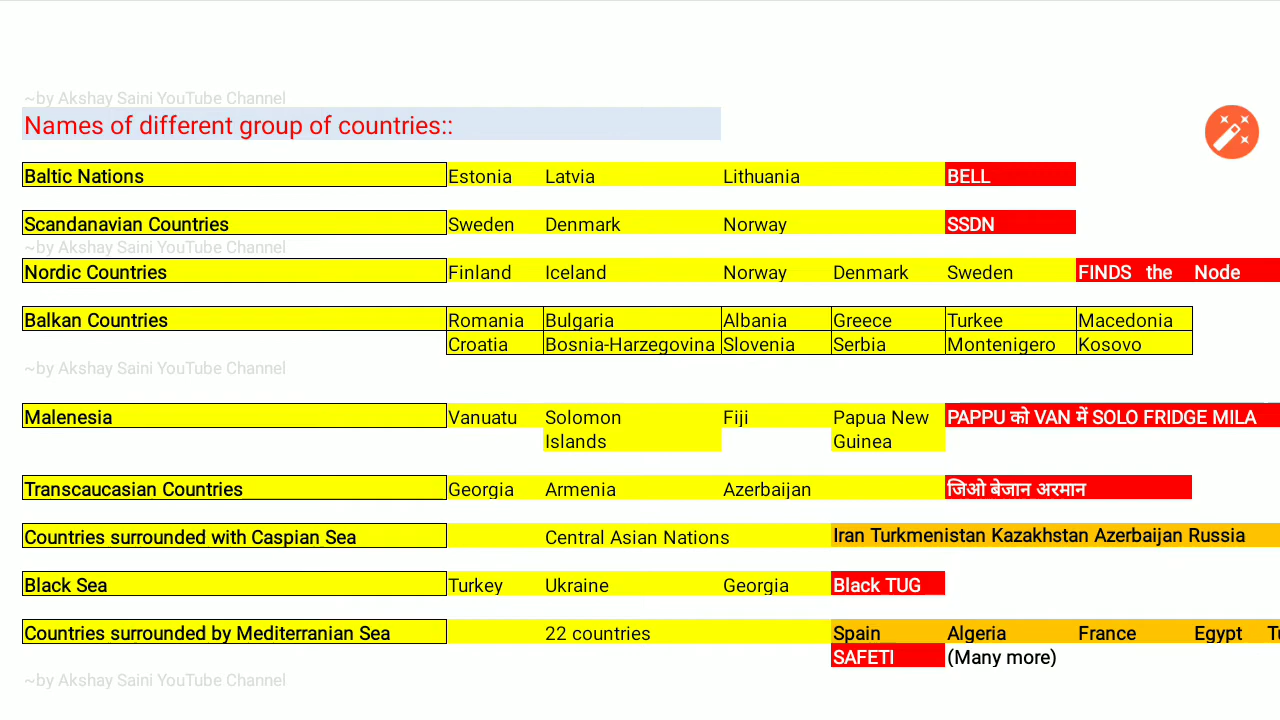 ~by Akshay Saini YouTube Channel
Names of different group of countries::
Baltic Nations Estonia Latvia Lithuania BELL
Scandanavian Countries Sweden Denmark Norway SSDN
~by Akshay Saini YouTube Channel
Nordic Countries Finland Iceland Norway Denmark Sweden FINDS the Node
Balkan Countries Romania Bulgaria Albania Greece Turkee Macedonia
Croatia Bosnia-Harzegovina Slovenia Serbia Montenigero Kosovo
~by Akshay Saini YouTube Channel
Malenesia Vanuatu Solomon Fiji Papua New PAPPU को VAN में SOLO FRIDGE MILA
Islands Guinea
Transcaucasian Countries Georgia Armenia Azerbaijan जिओ बेजान अरमान
Countries surrounded with Caspian Sea Central Asian Nations Iran Turkmenistan Kazakhstan Azerbaijan Russia
Black Sea Turkey Ukraine Georgia Black TUG
Countries surrounded by Mediterranian Sea 22 countries Spain Algeria France Egypt
SAFETI (Many more)
~by Akshay Saini YouTube Channel